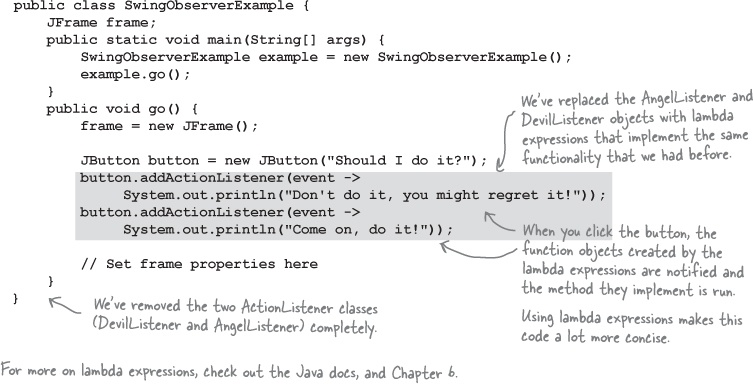 public class SwingObserverExample {
JFrame frame;
public static void main(String[] args) {
SwingObserverExample example = new SwingObserverExample();
example.go();
}
public void go() {
frame = new JFrame();
JButton button = new JButton("Should I do it?");
button.addActionListener(event ->
System.out.println("Don't do it, you might regret it!"));
button.addActionListener(event ->
System.out.println("Come on, do it!"));
// Set frame properties here
}
}
We've replaced the AngelListener and
DevilListener objects with lambda
expressions that implement the same
functionality that we had before.
When you click the button, the
function objects created by the
lambda expressions are notified and
the method they implement is run.
Using lambda expressions makes this
code a lot more concise.
We've removed the two ActionListener classes
(DevilListener and AngelListener) completely.
For more on lambda expressions, check out the Java docs, and Chapter 6.